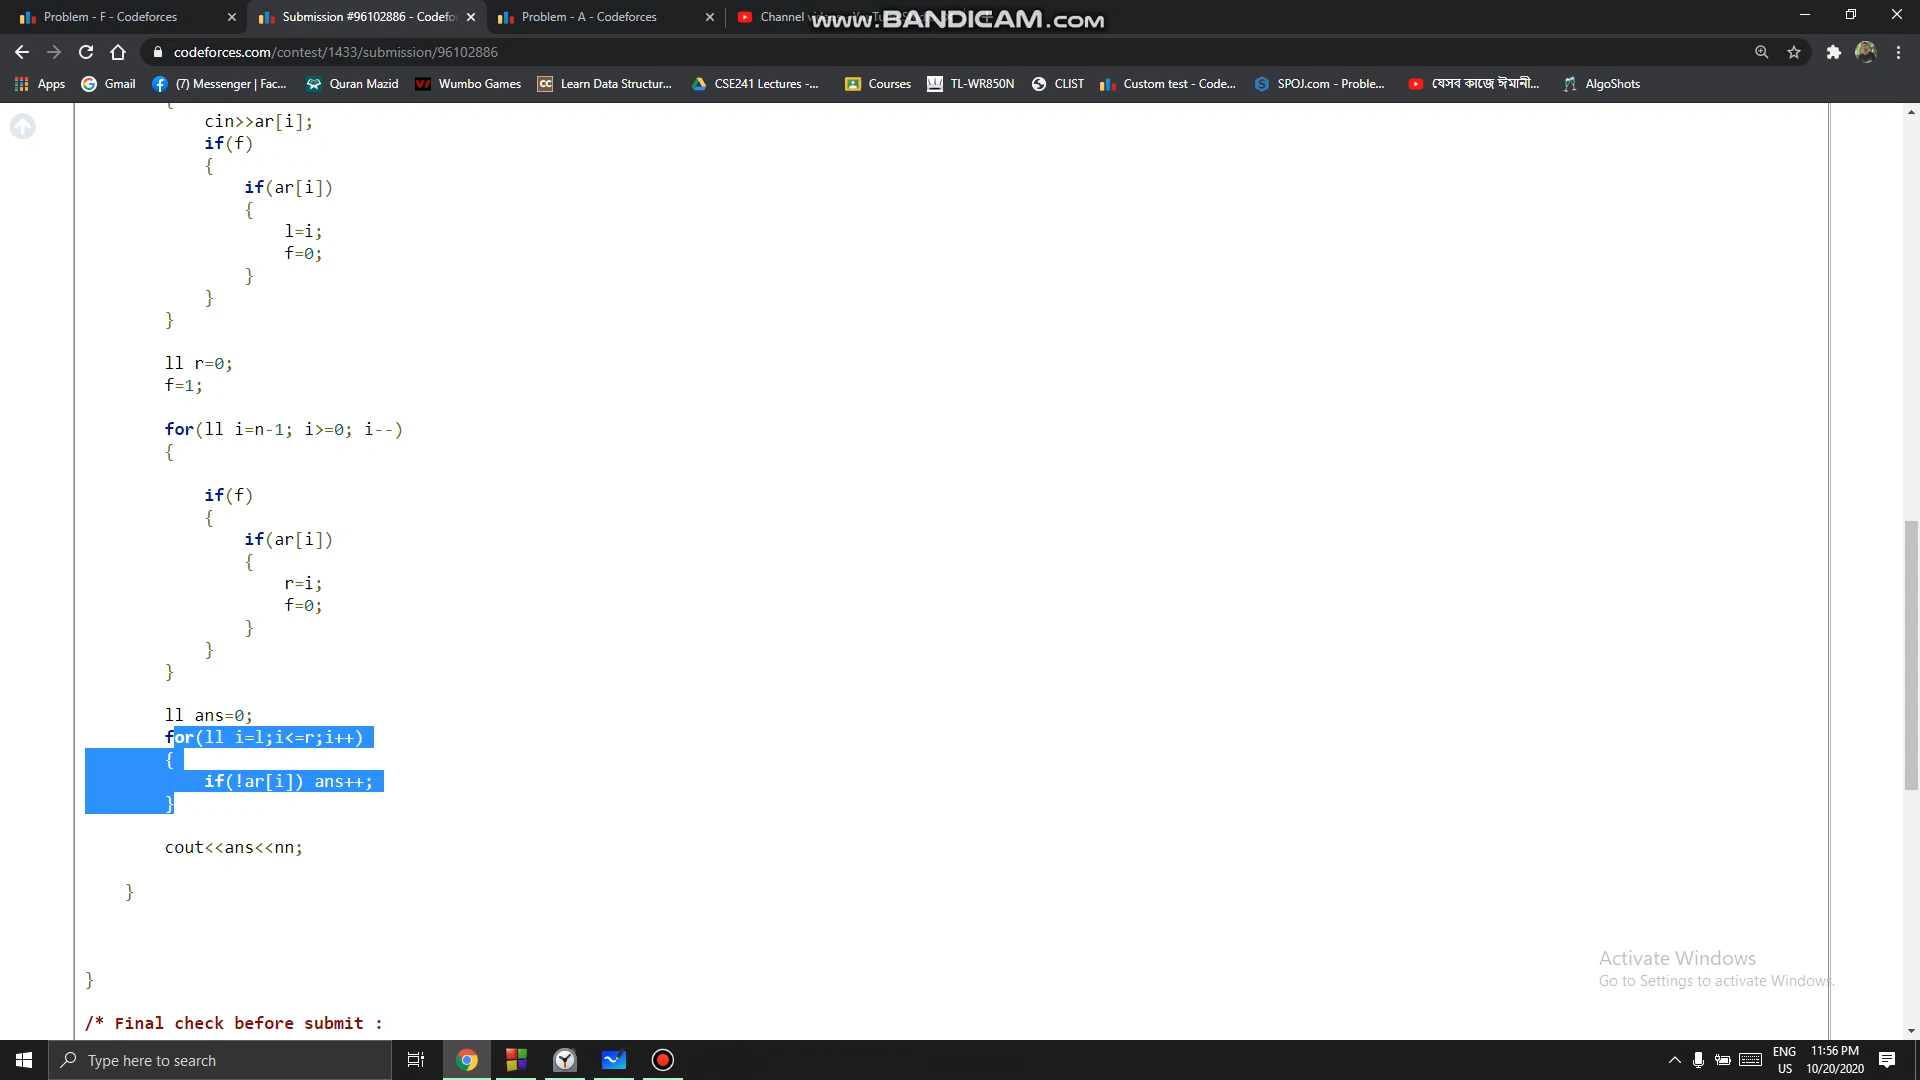 Problem - F - Codeforces
Submission #96102886 - Codefo
Problem - A - Codeforces
Channel
www.BANDICAM.com
codeforces.com/contest/1433/submission/96102886
Apps
Gmail
(7) Messenger | Fac...
Quran Mazid
Wumbo Games
Learn Data Structur...
CSE241 Lectures -...
Courses
TL-WR850N
CLIST
Custom test - Code...
SPOJ.com - Proble...
যেসব কাজে ঈমানী...
AlgoShots
{
cin>>ar[i];
if(f)
{
if(ar[i])
{
l=i;
f=0;
}
}
}
ll r=0;
f=1;
for(ll i=n-1; i>=0; i--)
{
if(f)
{
if(ar[i])
{
r=i;
f=0;
}
}
}
ll ans=0;
for(ll i=l;i<=r;i++)
{
if(!ar[i]) ans++;
}
cout<<ans<<nn;
}
}
/* Final check before submit :
Activate Windows
Go to Settings to activate Windows.
Type here to search
ENG
US
11:56 PM
10/20/2020